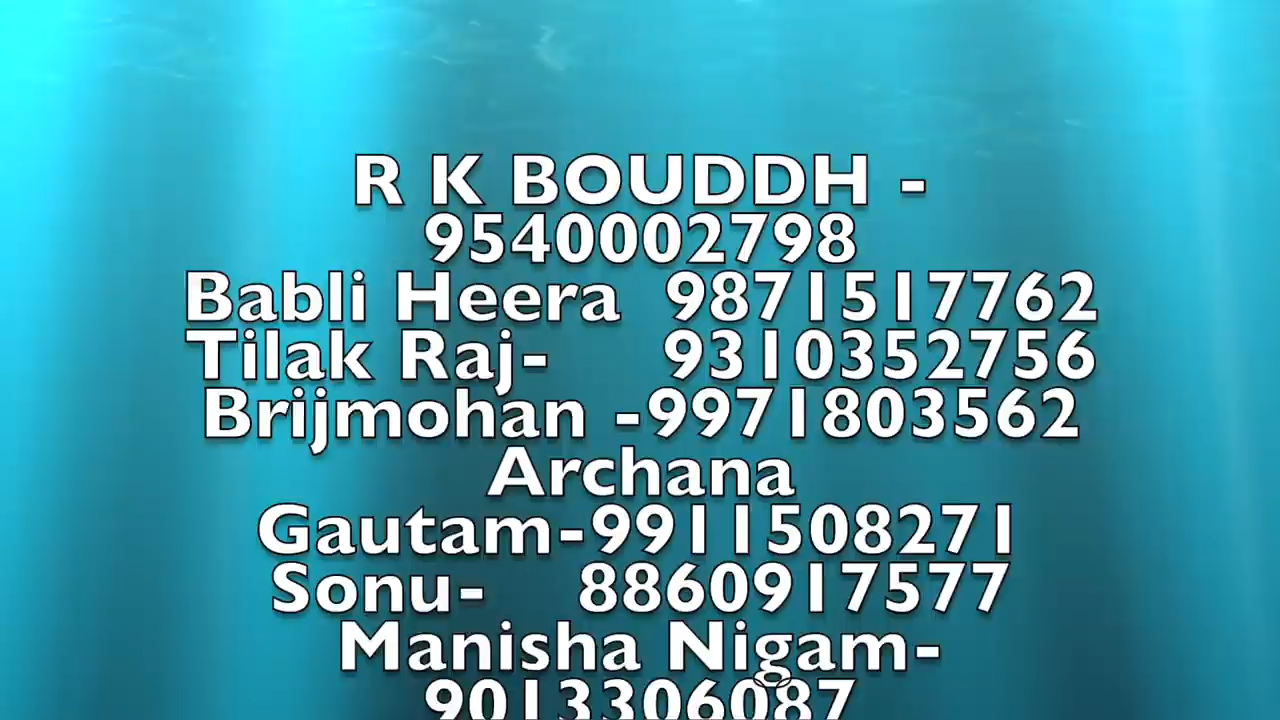 R K BOUDDH -
9540002798
Babli Heera 9871517762
Tilak Raj- 9310352756
Brijmohan -9971803562
Archana
Gautam-9911508271
Sonu- 8860917577
Manisha Nigam-
9013306087